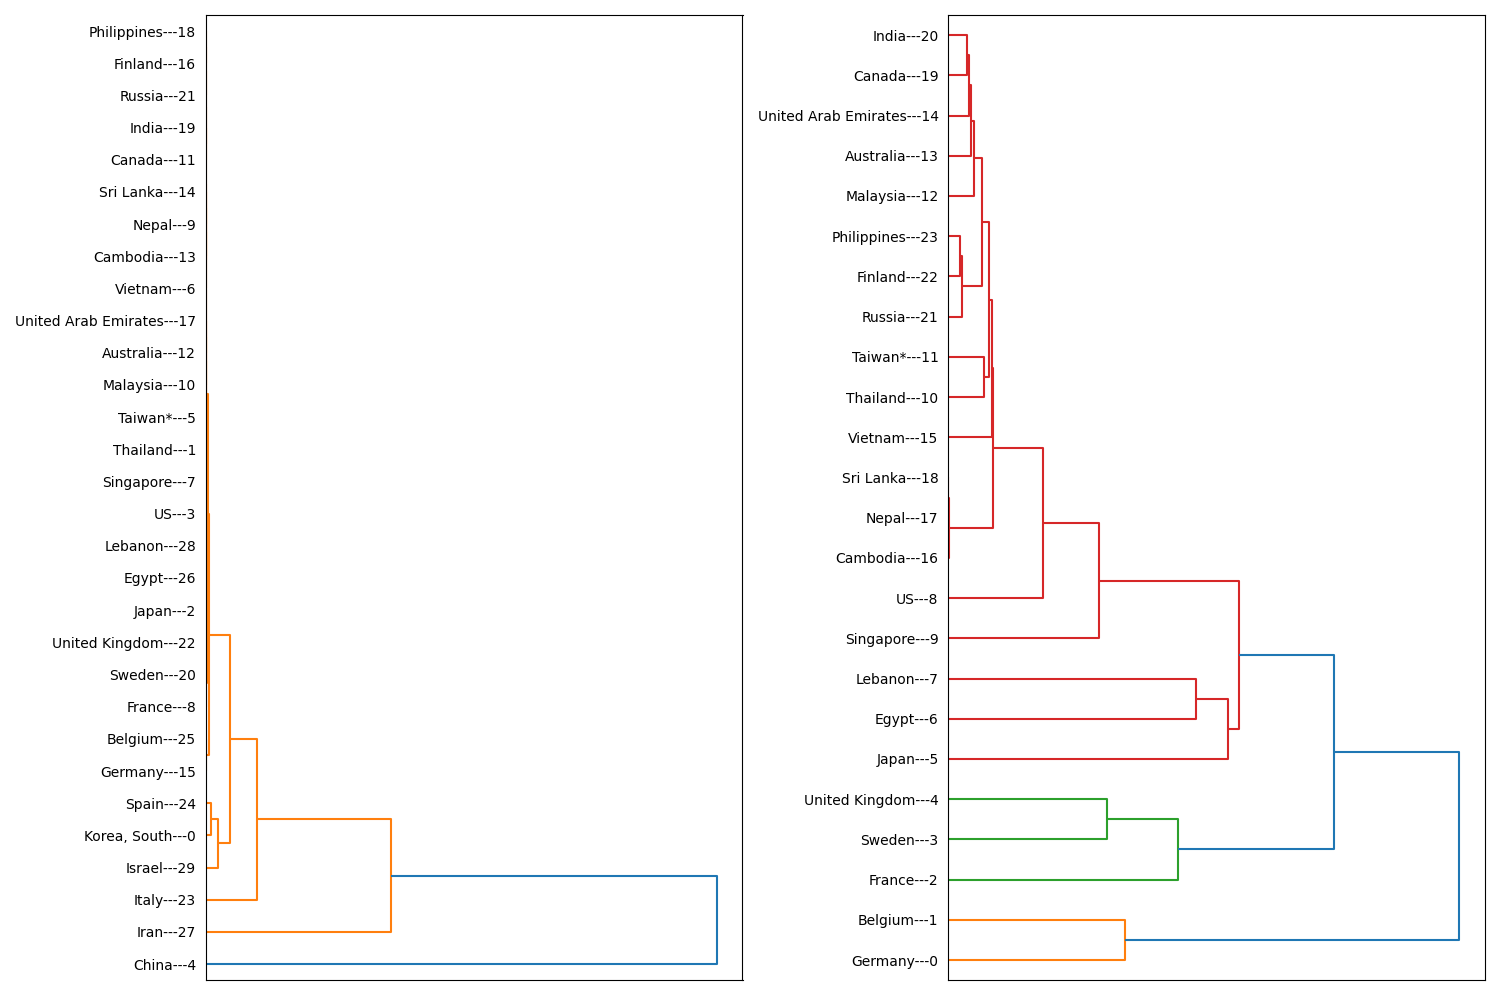 Philippines---18
Finland---16
Russia---21
India---19
Canada---11
Sri Lanka---14
Nepal---9
Cambodia---13
Vietnam---6
United Arab Emirates---17
Australia---12
Malaysia---10
Taiwan*---5
Thailand---1
Singapore---7
US---3
Lebanon---28
Egypt---26
Japan---2
United Kingdom---22
Sweden---20
France---8
Belgium---25
Germany---15
Spain---24
Korea, South---0
Israel---29
Italy---23
Iran---27
China---4
India---20
Canada---19
United Arab Emirates---14
Australia---13
Malaysia---12
Philippines---23
Finland---22
Russia---21
Taiwan*---11
Thailand---10
Vietnam---15
Sri Lanka---18
Nepal---17
Cambodia---16
US---8
Singapore---9
Lebanon---7
Egypt---6
Japan---5
United Kingdom---4
Sweden---3
France---2
Belgium---1
Germany---0